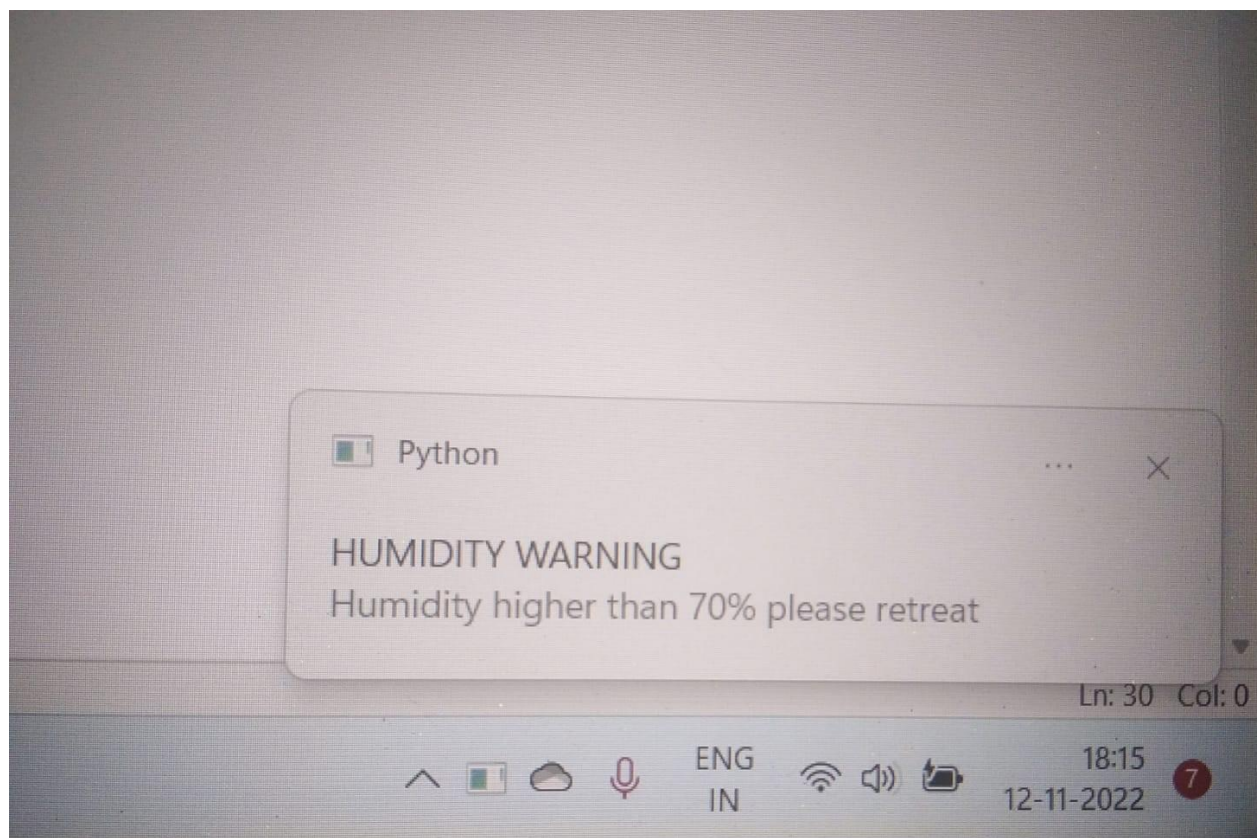 Python
HUMIDITY WARNING
Humidity higher than 70% please retreat
Ln: 30 Col: 0
ENG
IN
18:15
12-11-2022
7